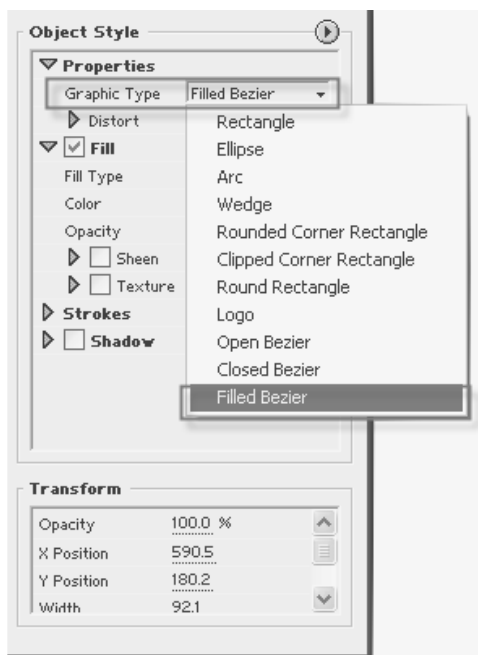 Object Style
Properties
Graphic Type Filled Bezier
Distort
Fill
Fill Type
Color
Opacity
Sheen
Texture
Strokes
Shadow
Rectangle
Ellipse
Arc
Wedge
Rounded Corner Rectangle
Clipped Corner Rectangle
Round Rectangle
Logo
Open Bezier
Closed Bezier
Filled Bezier
Transform
Opacity 100.0 %
X Position 590.5
Y Position 180.2
Width 92.1